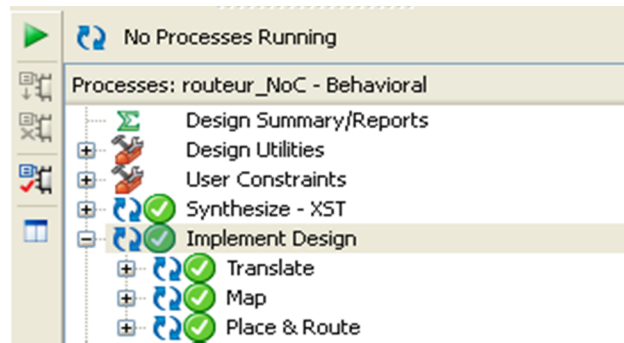 No Processes Running
Processes: routeur_NoC - Behavioral
Design Summary/Reports
Design Utilities
User Constraints
Synthesize - XST
Implement Design
Translate
Map
Place & Route